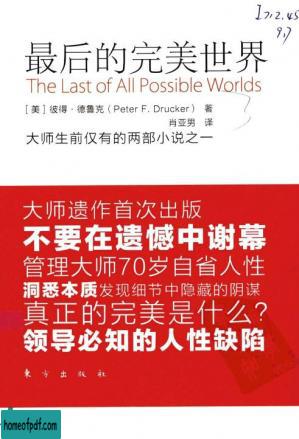 I712.45
917
最后的完美世界
The Last of All Possible Worlds
[美] 彼得·德鲁克 (Peter F. Drucker) 著
肖亚男 译
大师生前仅有的两部小说之一
大师遗作首次出版
不要在遗憾中谢幕
管理大师70岁自省人性
洞悉本质发现细节中隐藏的阴谋
真正的完美是什么?
领导必知的人性缺陷
东方出版社
homeofpdf.com